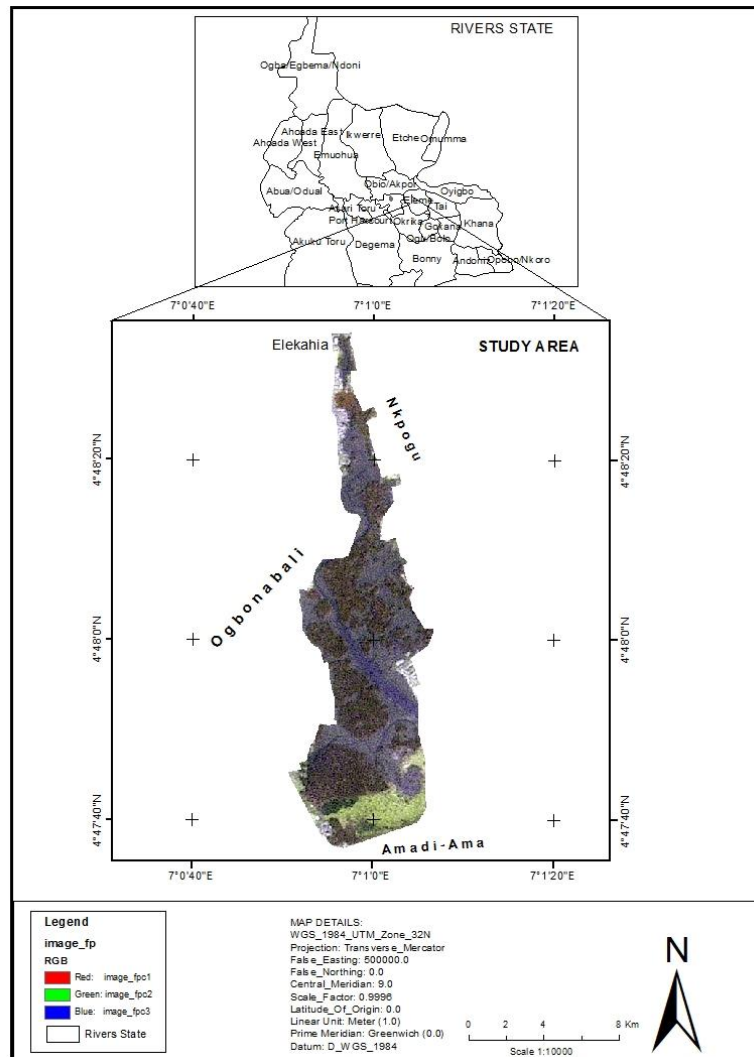 RIVERS STATE
Ogba/Egbema/Ndoni
Ahoada East
Ikwerre
Etche
Omumma
Ahoada West
Emuohua
Obio/Akpor
Oyigbo
Abua/Odual
Eleme
Tai
Asari Toru
Port Harcourt
Okrika
Gokana
Khana
Akuku Toru
Degema
Ogu/Bolo
Bonny
Andoni
Opobo/Nkoro
7°0'40"E 7°1'0"E 7°1'20"E
Elekahia
STUDY AREA
Nkpogu
4°48'20"N 4°48'20"N
Ogbonabali
4°48'0"N 4°48'0"N
4°47'40"N 4°47'40"N
Amadi-Ama
7°0'40"E 7°1'0"E 7°1'20"E
Legend
image_fp
RGB
Red: image_fpc1
Green: image_fpc2
Blue: image_fpc3
Rivers State
MAP DETAILS:
WGS_1984_UTM_Zone_32N
Projection: Transverse_Mercator
False_Easting: 500000.0
False_Northing: 0.0
Central_Meridian: 9.0
Scale_Factor: 0.9996
Latitude_Of_Origin: 0.0
Linear Unit: Meter (1.0)
Prime Meridian: Greenwich (0.0)
Datum: D_WGS_1984
N
0 2 4 8 Km
Scale 1:10000